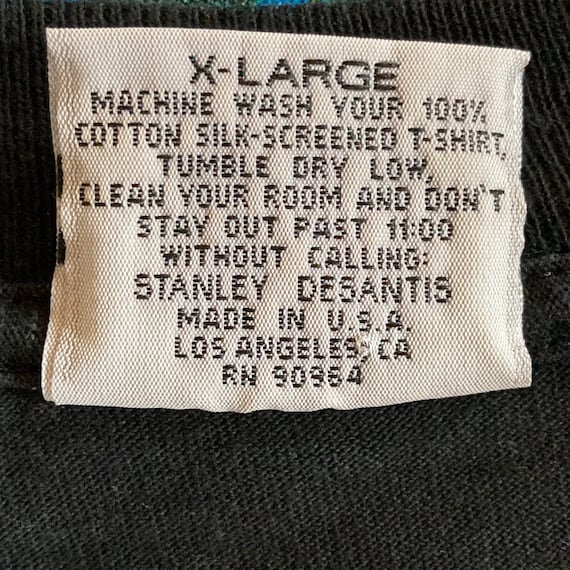 X-LARGE
MACHINE WASH YOUR 100%
COTTON SILK-SCREENED T-SHIRT,
TUMBLE DRY LOW,
CLEAN YOUR ROOM AND DON'T
STAY OUT PAST 11:00
WITHOUT CALLING:
STANLEY DESANTIS
MADE IN U.S.A.
LOS ANGELES, CA
RN 90964